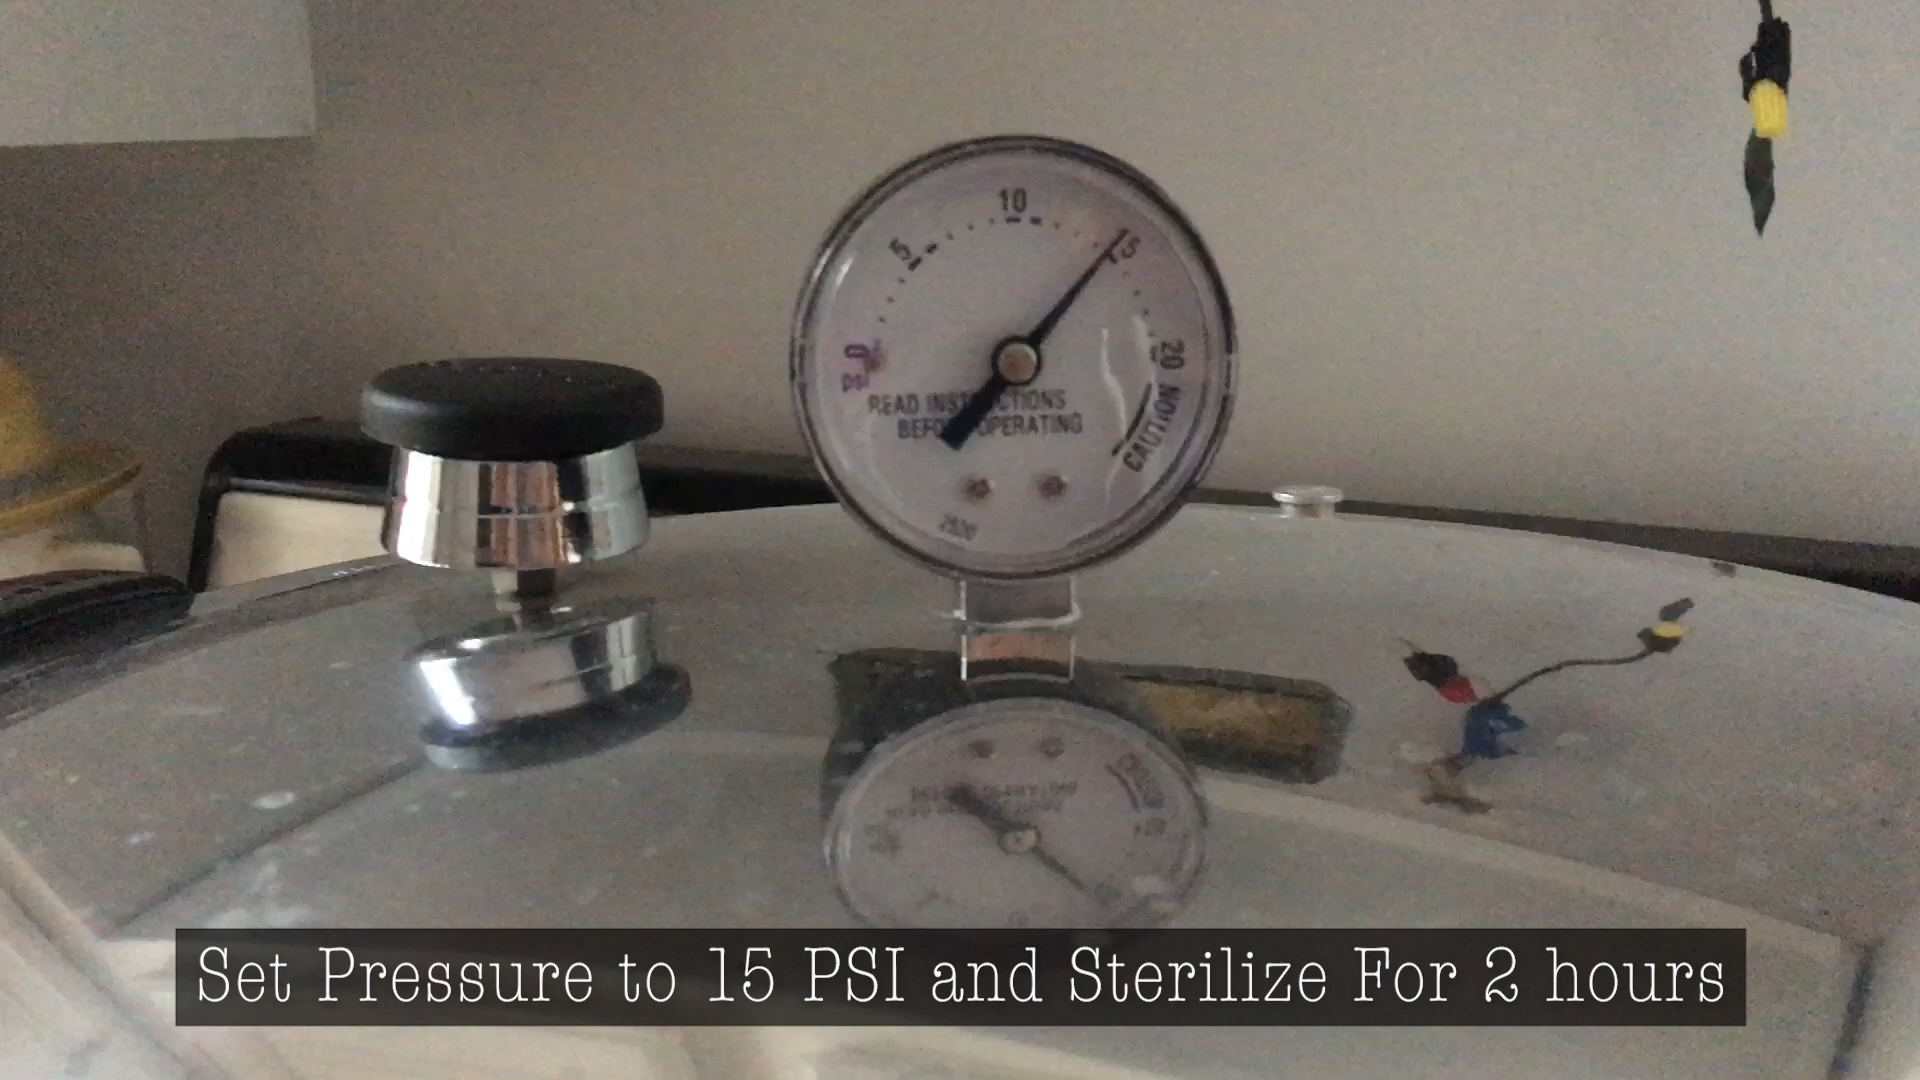 10
5
15
0
psi
20
READ INSTRUCTIONS
BEFORE OPERATING
CAUTION
Set Pressure to 15 PSI and Sterilize For 2 hours